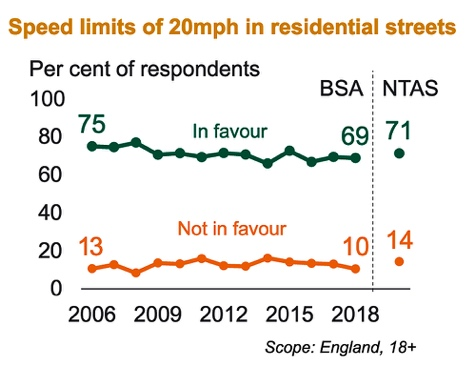 Speed limits of 20mph in residential streets
Per cent of respondents
100
BSA
NTAS
75
In favour
69
71
80
60
40
Not in favour
20
13
10
14
0
2006
2009
2012
2015
2018
Scope: England, 18+